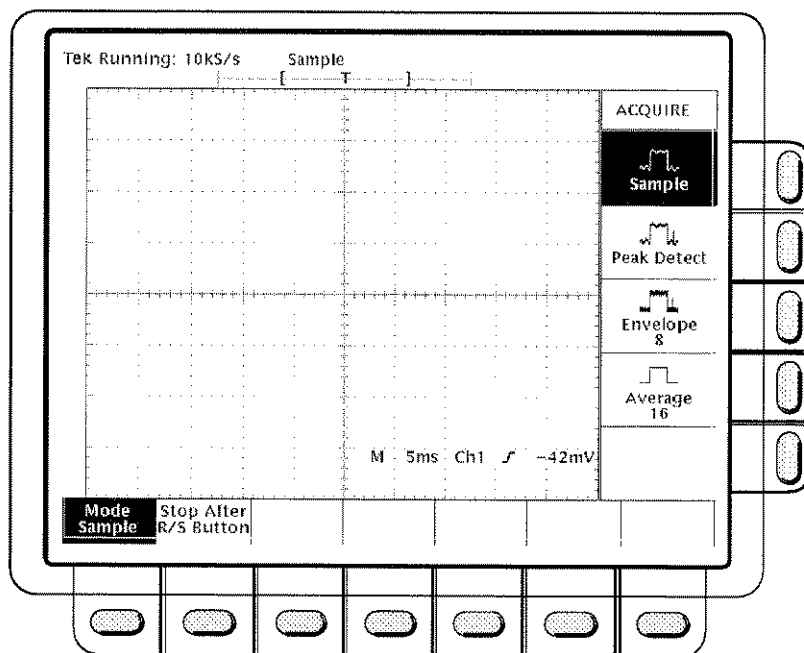 Tek Running: 10kS/s Sample
[ T ]
ACQUIRE
Sample
Peak Detect
Envelope
8
Average
16
M 5ms Ch1 -42mV
Mode
Sample
Stop After
R/S Button